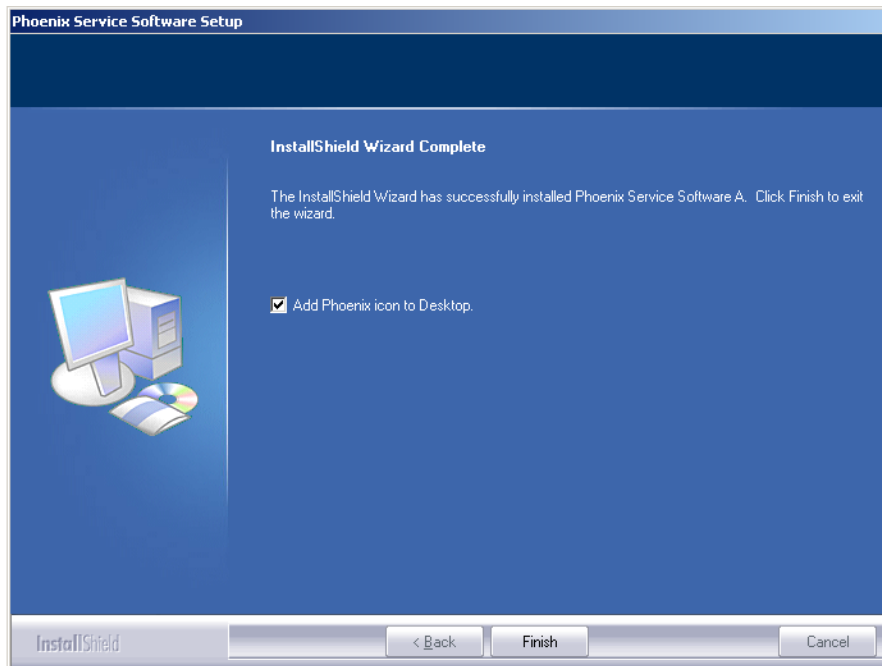 Phoenix Service Software Setup
InstallShield Wizard Complete
The InstallShield Wizard has successfully installed Phoenix Service Software A. Click Finish to exit
the wizard.
Add Phoenix icon to Desktop.
InstallShield
< Back
Finish
Cancel